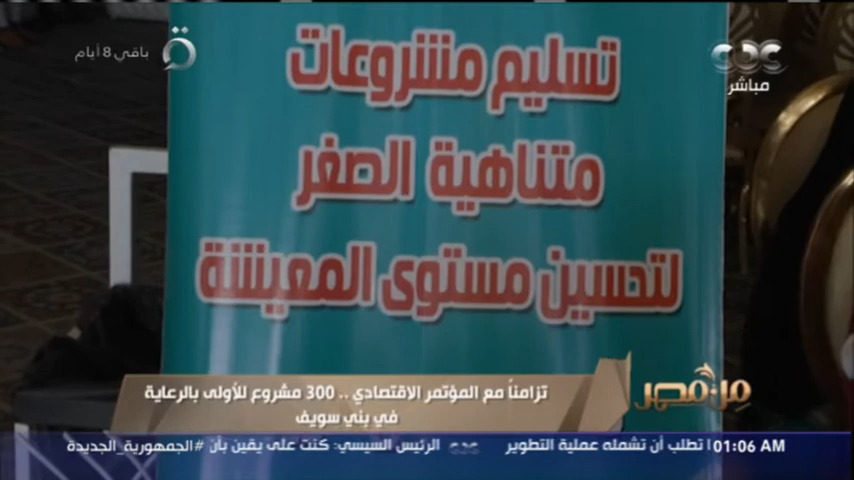 باقي 8 أيام
CBC
مباشر
تسليم مشروعات
متناهية الصغر
لتحسين مستوى المعيشة
تزامناً مع المؤتمر الاقتصادي .. 300 مشروع للأولى بالرعاية
في بني سويف
من مصر
01:06 AM
تطلب أن تشمله عملية التطوير cbc الرئيس السيسي: كنت على يقين بأن #الجمهورية_الجديدة